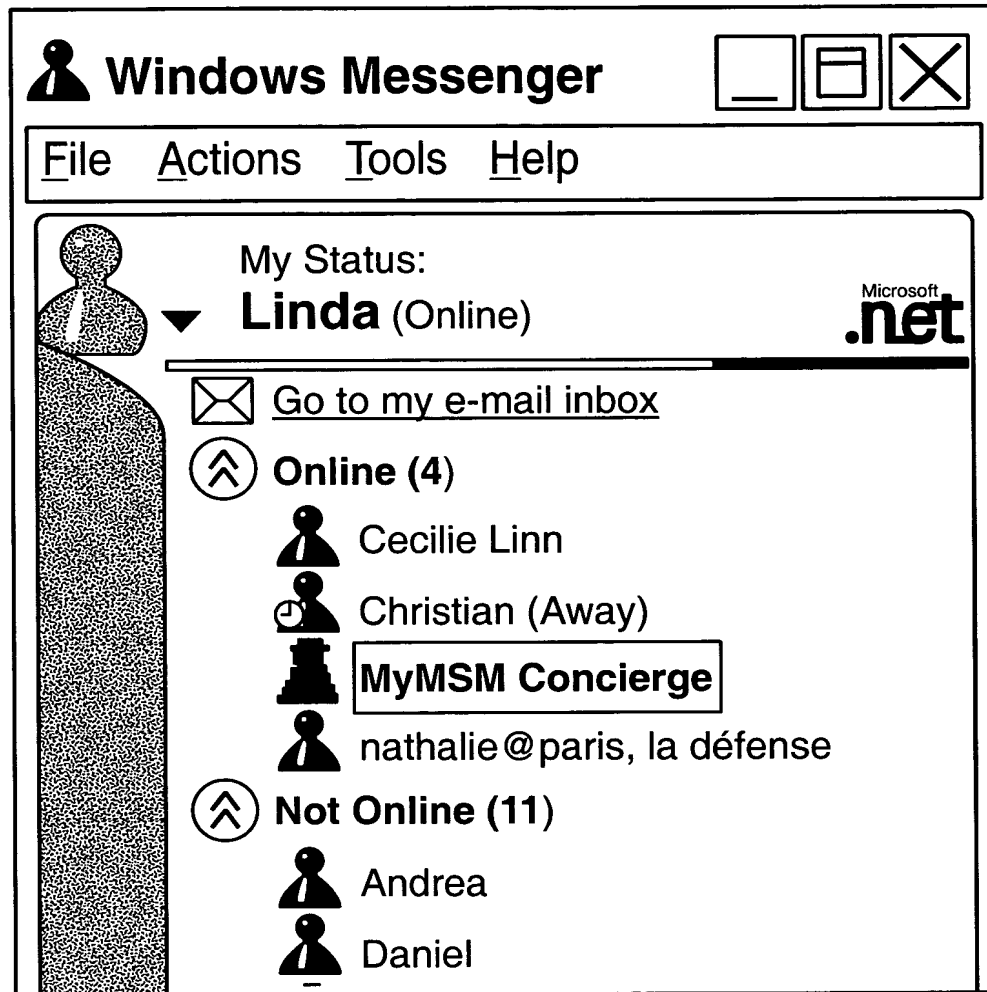 Windows Messenger
File Actions Tools Help
My Status:
Linda (Online)
Microsoft
.net
Go to my e-mail inbox
Online (4)
Cecilie Linn
Christian (Away)
MyMSM Concierge
nathalie@paris, la défense
Not Online (11)
Andrea
Daniel